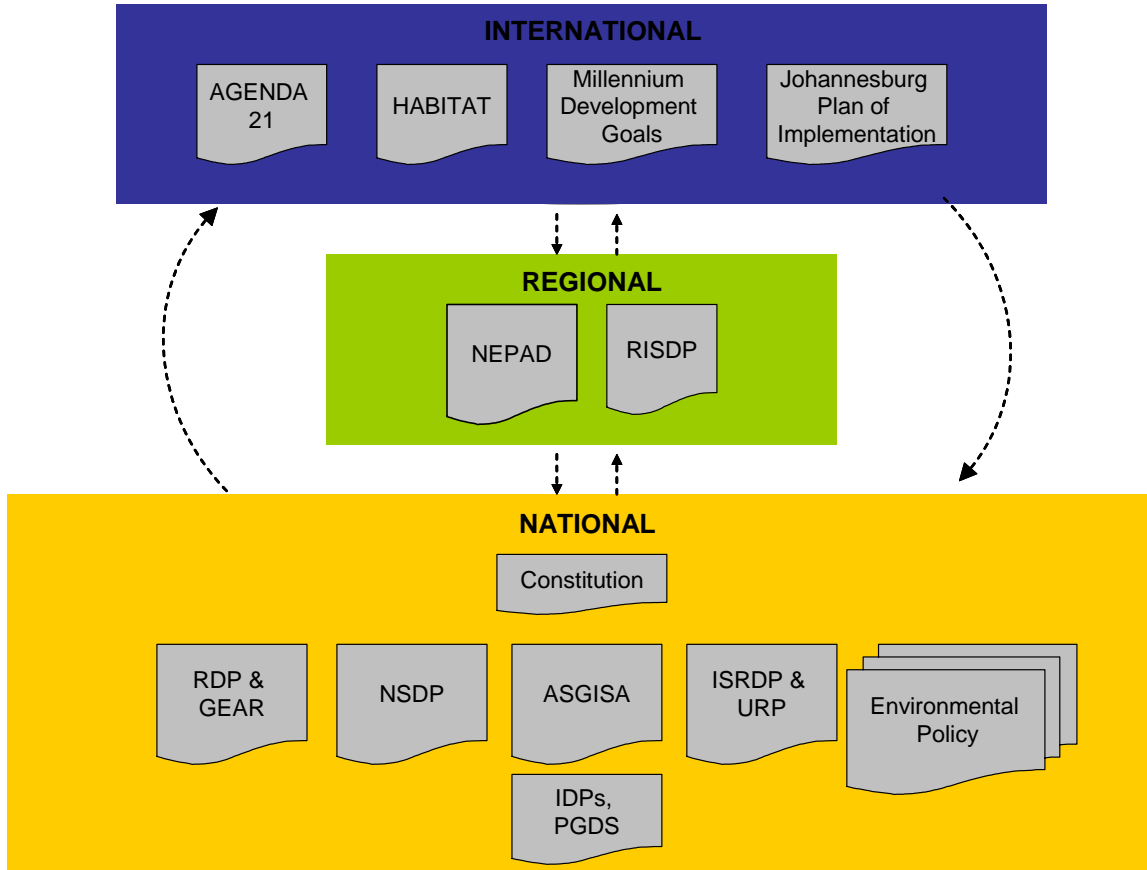 INTERNATIONAL
AGENDA
21
HABITAT
Millennium
Development
Goals
Johannesburg
Plan of
Implementation
REGIONAL
NEPAD
RISDP
NATIONAL
Constitution
RDP &
GEAR
NSDP
ASGISA
ISRDP &
URP
Environmental
Policy
IDPs,
PGDS